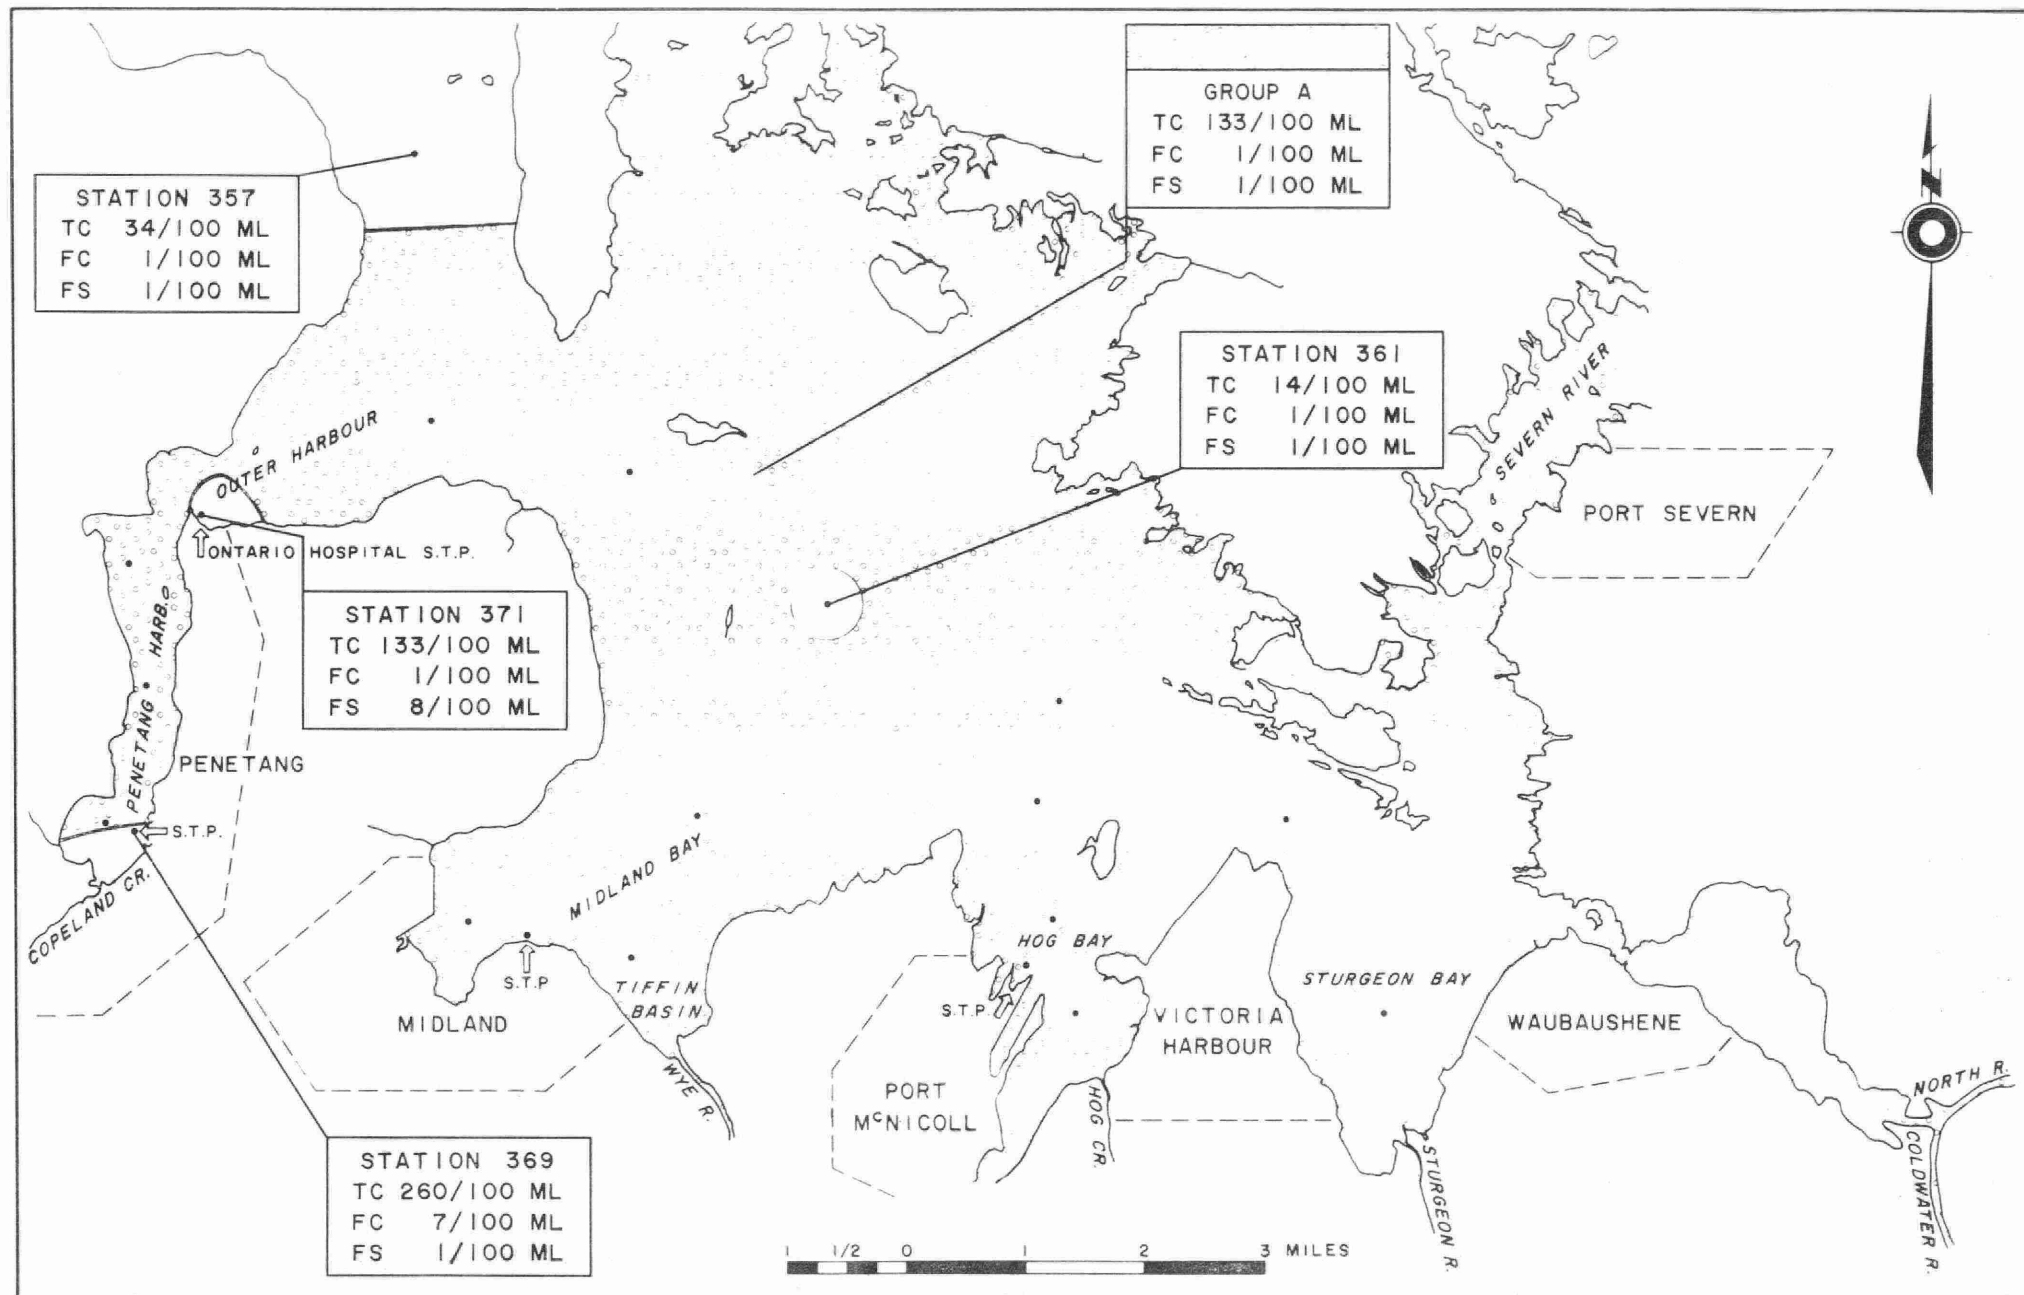 GROUP A
TC 133/100 ML
FC 1/100 ML
FS 1/100 ML
N
STATION 357
TC 34/100 ML
FC 1/100 ML
FS 1/100 ML
STATION 361
TC 14/100 ML
FC 1/100 ML
FS 1/100 ML
SEVERN RIVER
OUTER HARBOUR
PORT SEVERN
ONTARIO HOSPITAL S.T.P.
STATION 371
TC 133/100 ML
FC 1/100 ML
FS 8/100 ML
PENETANG HARB.
PENETANG
S.T.P.
COPELAND CR.
MIDLAND BAY
HOG BAY
S.T.P
TIFFIN
BASIN
STURGEON BAY
S.T.P.
MIDLAND
VICTORIA
HARBOUR
WAUBAUSHENE
WYE R.
PORT
McNICOLL
HOG CR.
NORTH R.
STURGEON R.
COLDWATER R.
STATION 369
TC 260/100 ML
FC 7/100 ML
FS 1/100 ML
1 1/2 0 1 2 3 MILES